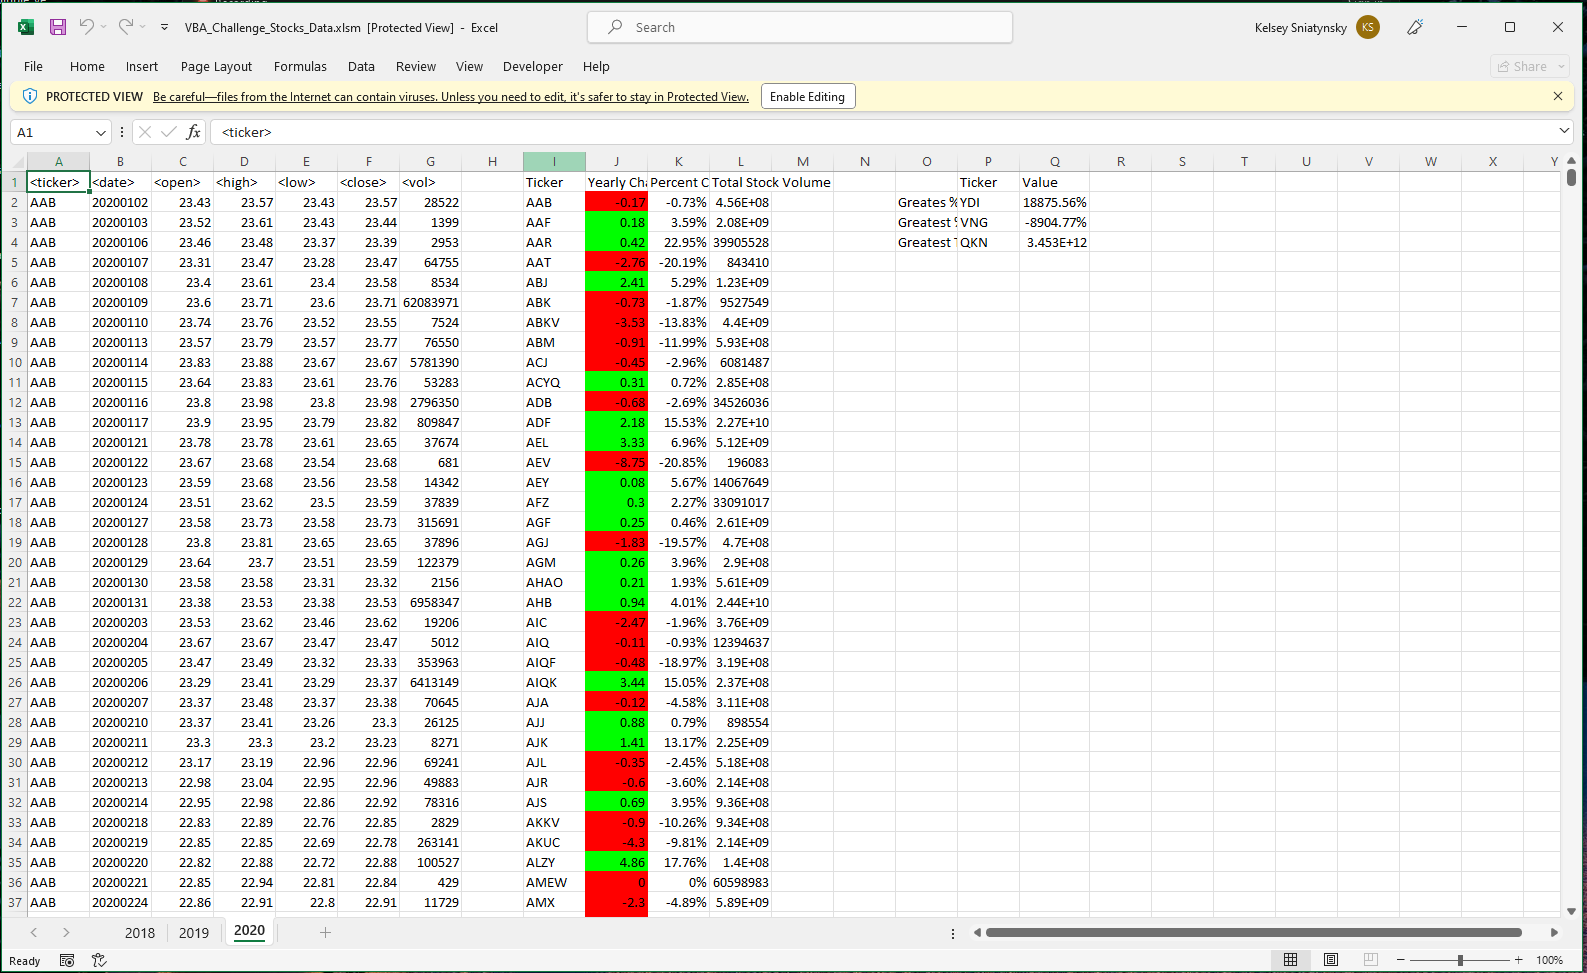 VBA_Challenge_Stocks_Data.xlsm [Protected View] - Excel
Search
Kelsey Sniatynsky KS
File Home Insert Page Layout Formulas Data Review View Developer Help
Share
PROTECTED VIEW Be careful—files from the Internet can contain viruses. Unless you need to edit, it's safer to stay in Protected View. Enable Editing
A1 fx <ticker>
A B C D E F G H I J K L M N O P Q R S T U V W X Y
1 <ticker> <date> <open> <high> <low> <close> <vol> Ticker Yearly Cha Percent C Total Stock Volume Ticker Value
2 AAB 20200102 23.43 23.57 23.43 23.57 28522 AAB -0.17 -0.73% 4.56E+08 Greates % YDI 18875.56%
3 AAB 20200103 23.52 23.61 23.43 23.44 1399 AAF 0.18 3.59% 2.08E+09 Greatest % VNG -8904.77%
4 AAB 20200106 23.46 23.48 23.37 23.39 2953 AAR 0.42 22.95% 39905528 Greatest T QKN 3.453E+12
5 AAB 20200107 23.31 23.47 23.28 23.47 64755 AAT -2.76 -20.19% 843410
6 AAB 20200108 23.4 23.61 23.4 23.58 8534 ABJ 2.41 5.29% 1.23E+09
7 AAB 20200109 23.6 23.71 23.6 23.71 62083971 ABK -0.73 -1.87% 9527549
8 AAB 20200110 23.74 23.76 23.52 23.55 7524 ABKV -3.53 -13.83% 4.4E+09
9 AAB 20200113 23.57 23.79 23.57 23.77 76550 ABM -0.91 -11.99% 5.93E+08
10 AAB 20200114 23.83 23.88 23.67 23.67 5781390 ACJ -0.45 -2.96% 6081487
11 AAB 20200115 23.64 23.83 23.61 23.76 53283 ACYQ 0.31 0.72% 2.85E+08
12 AAB 20200116 23.8 23.98 23.8 23.98 2796350 ADB -0.68 -2.69% 34526036
13 AAB 20200117 23.9 23.95 23.79 23.82 809847 ADF 2.18 15.53% 2.27E+10
14 AAB 20200121 23.78 23.78 23.61 23.65 37674 AEL 3.33 6.96% 5.12E+09
15 AAB 20200122 23.67 23.68 23.54 23.68 681 AEV -8.75 -20.85% 196083
16 AAB 20200123 23.59 23.68 23.56 23.58 14342 AEY 0.08 5.67% 14067649
17 AAB 20200124 23.51 23.62 23.5 23.59 37839 AFZ 0.3 2.27% 33091017
18 AAB 20200127 23.58 23.73 23.58 23.73 315691 AGF 0.25 0.46% 2.61E+09
19 AAB 20200128 23.8 23.81 23.65 23.65 37896 AGJ -1.83 -19.57% 4.7E+08
20 AAB 20200129 23.64 23.7 23.51 23.59 122379 AGM 0.26 3.96% 2.9E+08
21 AAB 20200130 23.58 23.58 23.31 23.32 2156 AHAO 0.21 1.93% 5.61E+09
22 AAB 20200131 23.38 23.53 23.38 23.53 6958347 AHB 0.94 4.01% 2.44E+10
23 AAB 20200203 23.53 23.62 23.46 23.62 19206 AIC -2.47 -1.96% 3.76E+09
24 AAB 20200204 23.67 23.67 23.47 23.47 5012 AIQ -0.11 -0.93% 12394637
25 AAB 20200205 23.47 23.49 23.32 23.33 353963 AIQF -0.48 -18.97% 3.19E+08
26 AAB 20200206 23.29 23.41 23.29 23.37 6413149 AIQK 3.44 15.05% 2.37E+08
27 AAB 20200207 23.37 23.48 23.37 23.38 70645 AJA -0.12 -4.58% 3.11E+08
28 AAB 20200210 23.37 23.41 23.26 23.3 26125 AJJ 0.88 0.79% 898554
29 AAB 20200211 23.3 23.3 23.2 23.23 8271 AJK 1.41 13.17% 2.25E+09
30 AAB 20200212 23.17 23.19 22.96 22.96 69241 AJL -0.35 -2.45% 5.18E+08
31 AAB 20200213 22.98 23.04 22.95 22.96 49883 AJR -0.6 -3.60% 2.14E+08
32 AAB 20200214 22.95 22.98 22.86 22.92 78316 AJS 0.69 3.95% 9.36E+08
33 AAB 20200218 22.83 22.89 22.76 22.85 2829 AKKV -0.9 -10.26% 9.34E+08
34 AAB 20200219 22.85 22.85 22.69 22.78 263141 AKUC -4.3 -9.81% 2.14E+09
35 AAB 20200220 22.82 22.88 22.72 22.88 100527 ALZY 4.86 17.76% 1.4E+08
36 AAB 20200221 22.85 22.94 22.81 22.84 429 AMEW 0 0% 60598983
37 AAB 20200224 22.86 22.91 22.8 22.91 11729 AMX -2.3 -4.89% 5.89E+09
2018 2019 2020
Ready 100%